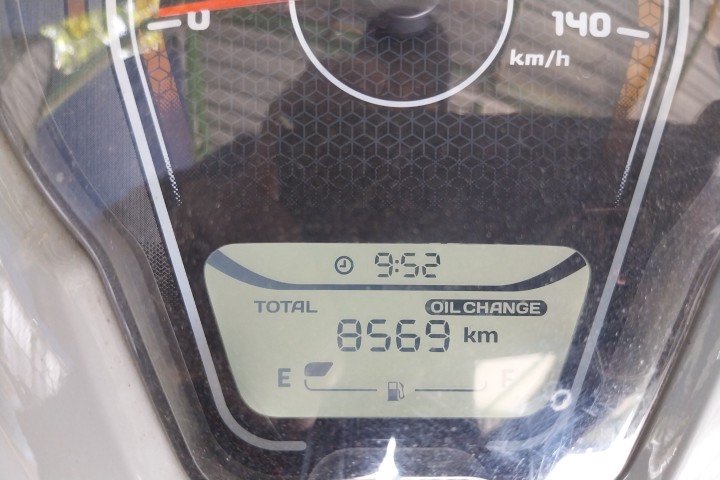 0 140
km/h
9:52
TOTAL OIL CHANGE
8569 km
E F